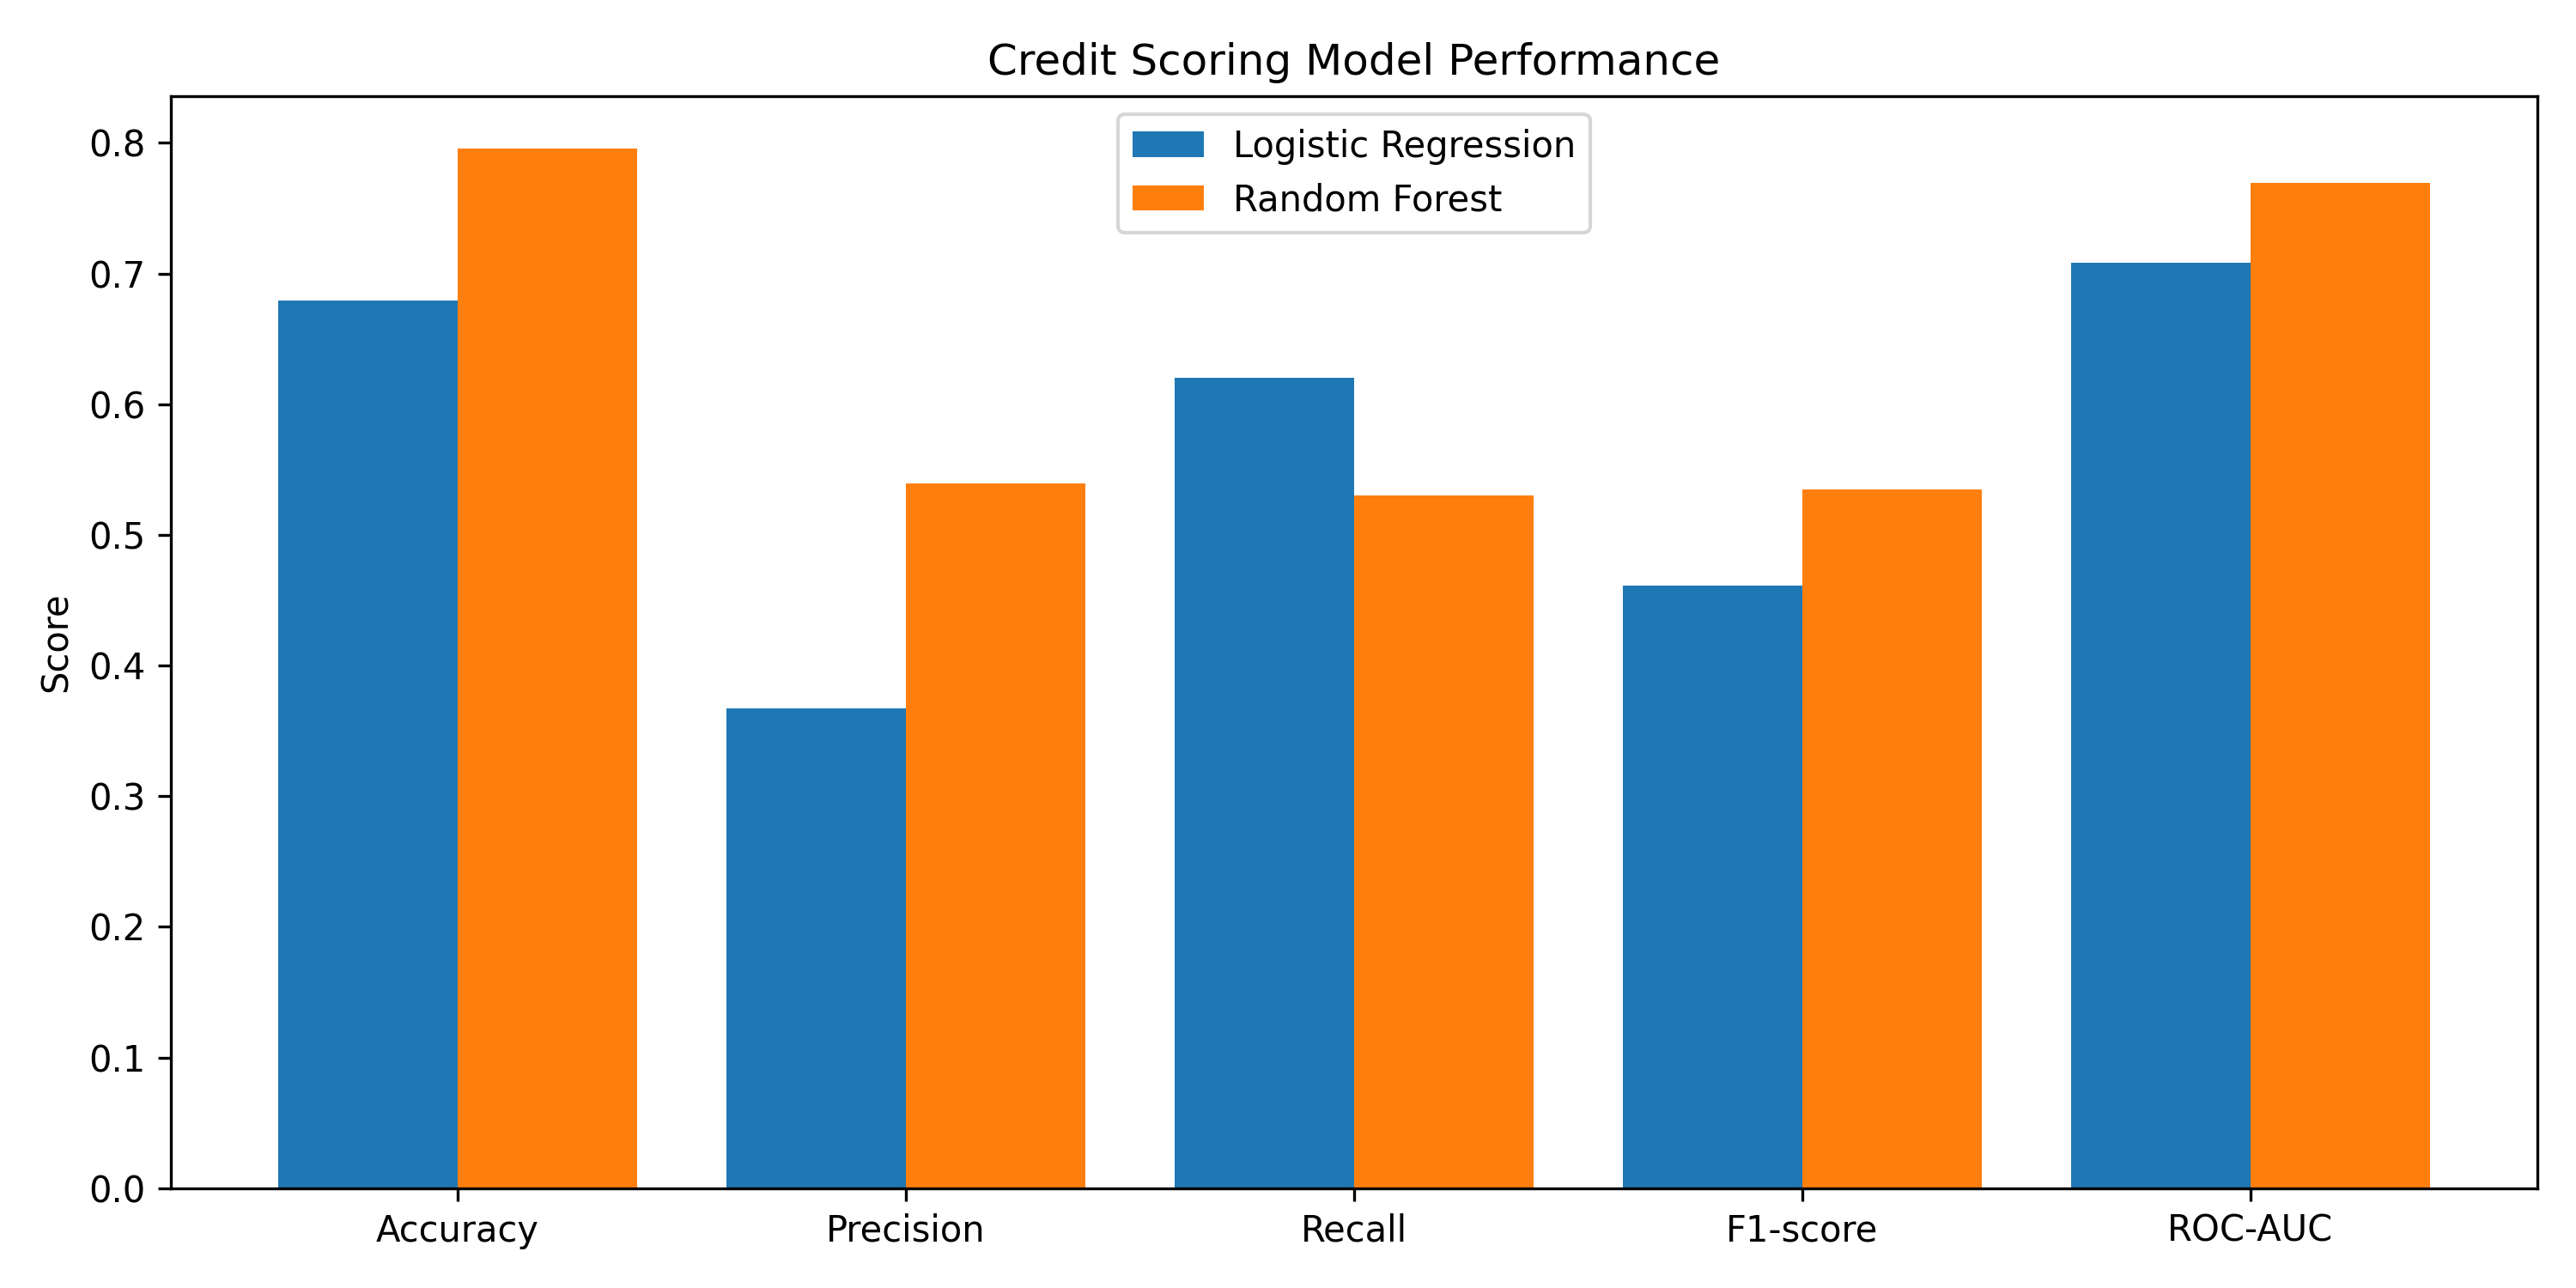 Credit Scoring Model Performance
Logistic Regression
Random Forest
Score
0.8
0.7
0.6
0.5
0.4
0.3
0.2
0.1
0.0
Accuracy Precision Recall F1-score ROC-AUC